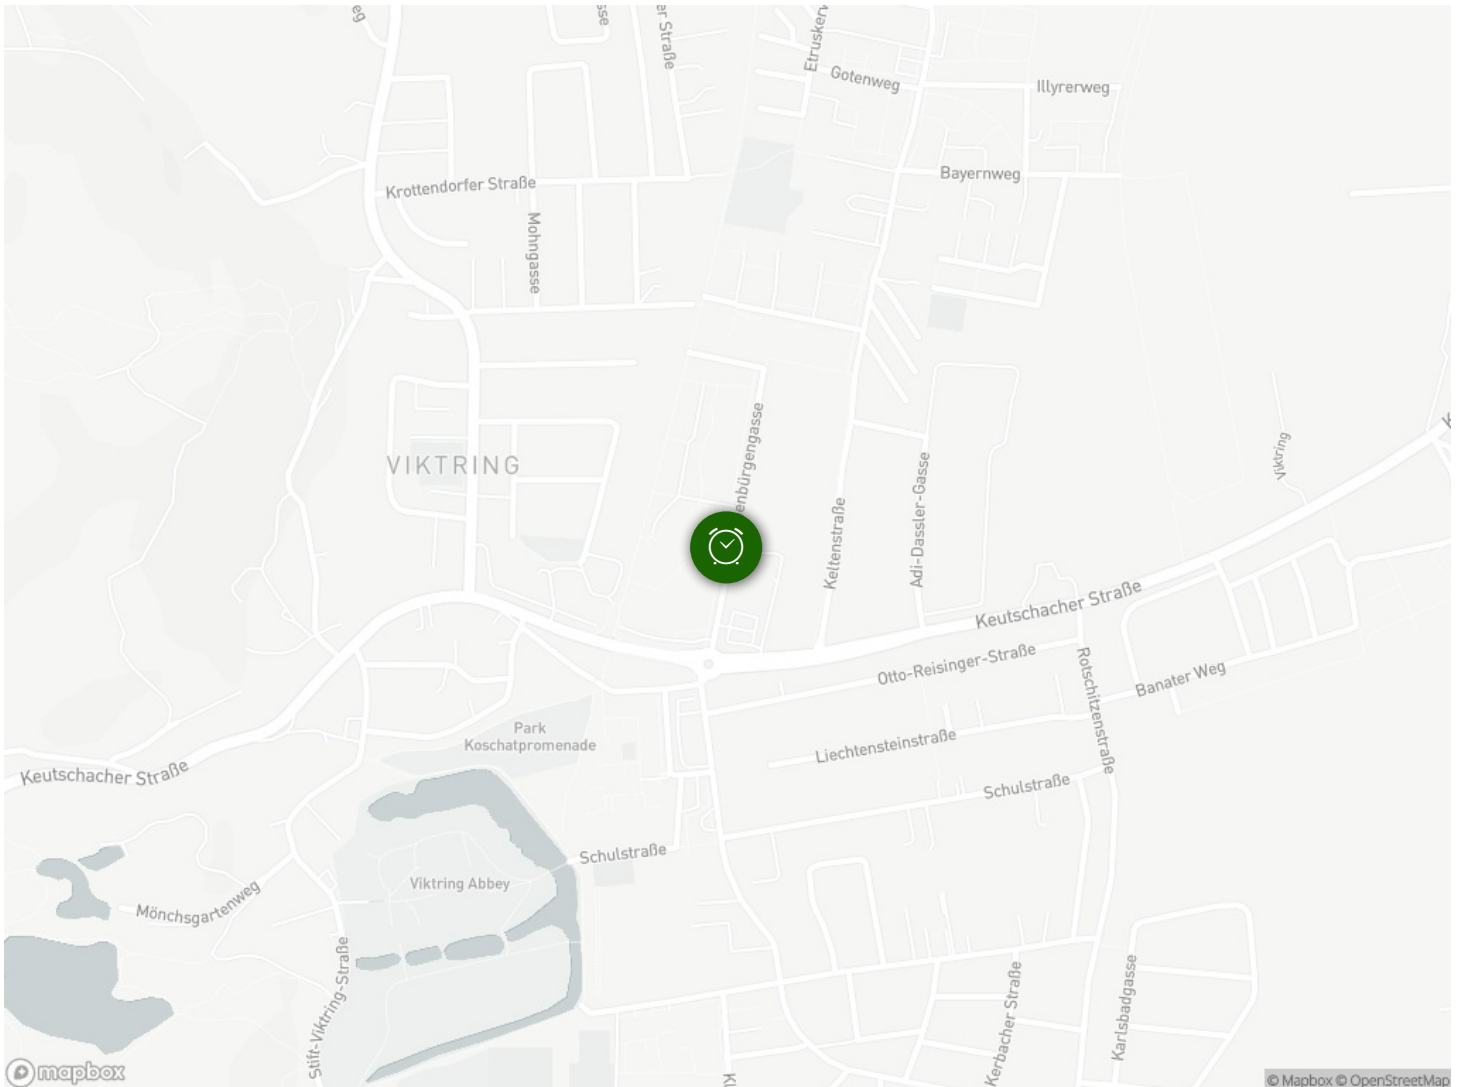 Gotenweg
Illyrerweg
Bayernweg
Krottendorfer Straße
Mohngasse
VIKTRING
Keltenstraße
Adi-Dassler-Gasse
Viktring
Keutschacher Straße
Otto-Reisinger-Straße
Rotschitzenstraße
Banater Weg
Park
Koschatpromenade
Liechtensteinstraße
Keutschacher Straße
Schulstraße
Schulstraße
Viktring Abbey
Mönchsgartenweg
Stift-Viktring-Straße
Kerbacher Straße
Karlsbadgasse
mapbox
© Mapbox © OpenStreetMap